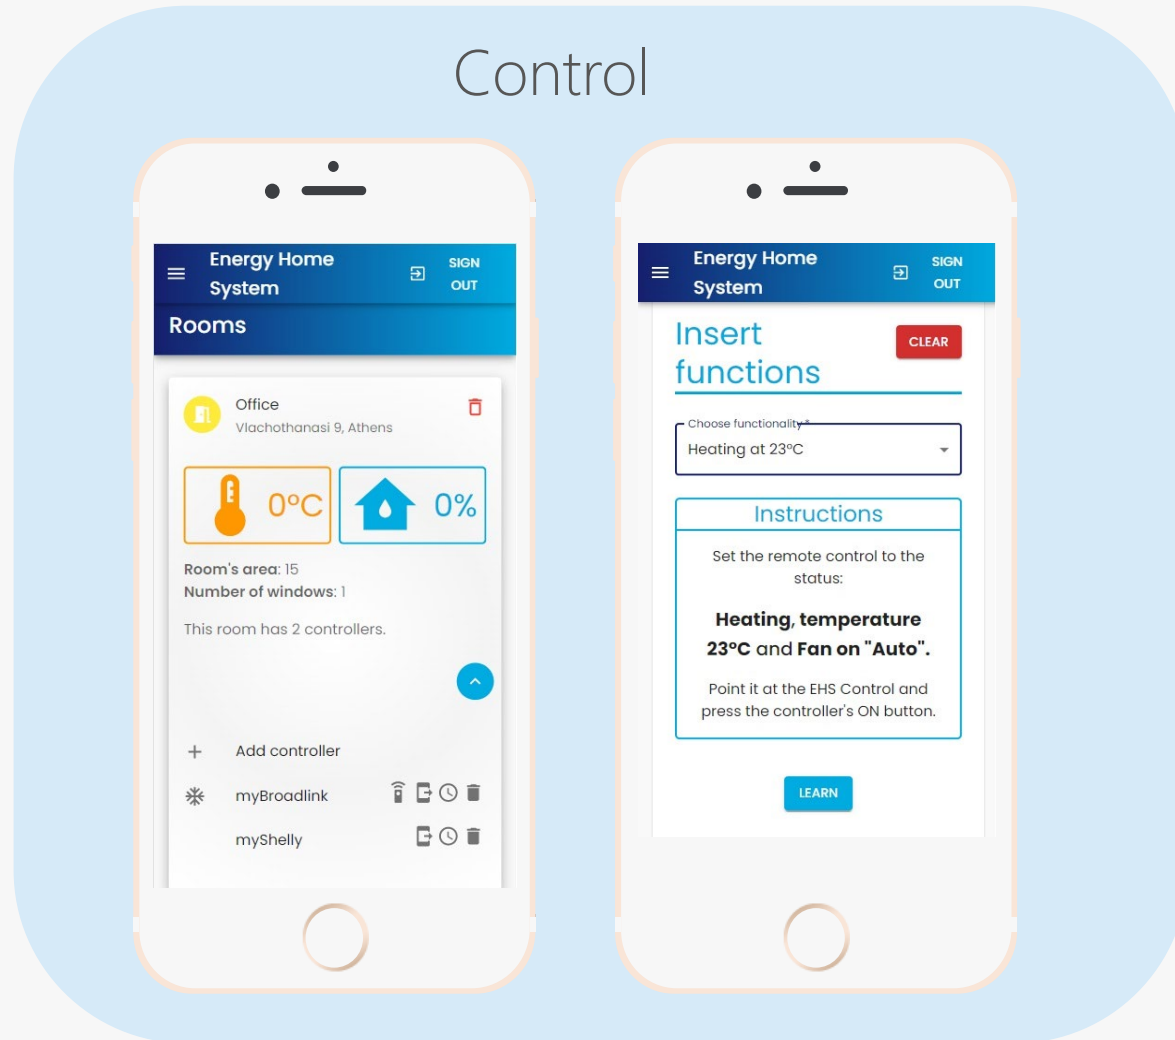 Control
Energy Home
System
SIGN
OUT
Rooms
Office
Vlachothanasi 9, Athens
0°C
0%
Room's area: 15
Number of windows: 1
This room has 2 controllers.
Add controller
myBroadlink
myShelly
Energy Home
System
SIGN
OUT
Insert
functions
CLEAR
Choose functionality *
Heating at 23°C
Instructions
Set the remote control to the
status:
Heating, temperature
23°C and Fan on "Auto".
Point it at the EHS Control and
press the controller's ON button.
LEARN